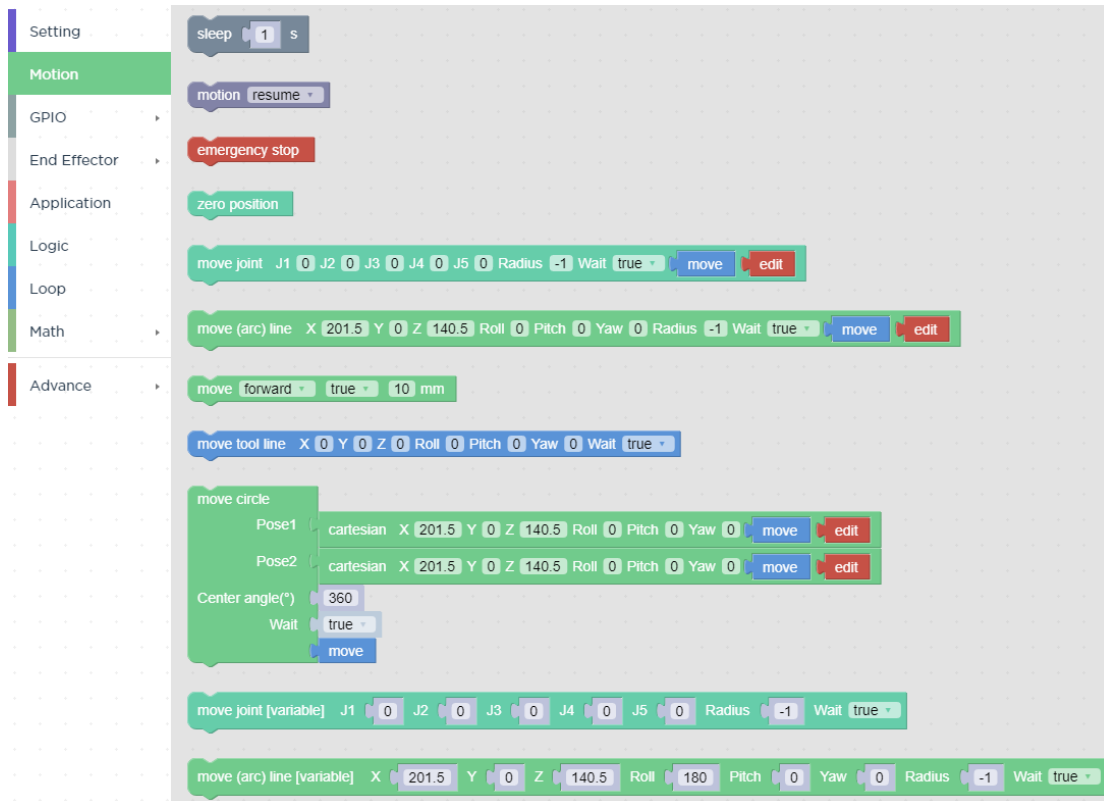 Setting
Motion
GPIO
End Effector
Application
Logic
Loop
Math
Advance
sleep 1 s
motion resume
emergency stop
zero position
move joint J1 0 J2 0 J3 0 J4 0 J5 0 Radius -1 Wait true move edit
move (arc) line X 201.5 Y 0 Z 140.5 Roll 0 Pitch 0 Yaw 0 Radius -1 Wait true move edit
move forward true 10 mm
move tool line X 0 Y 0 Z 0 Roll 0 Pitch 0 Yaw 0 Wait true
move circle
Pose1 cartesian X 201.5 Y 0 Z 140.5 Roll 0 Pitch 0 Yaw 0 move edit
Pose2 cartesian X 201.5 Y 0 Z 140.5 Roll 0 Pitch 0 Yaw 0 move edit
Center angle(°) 360
Wait true
move
move joint [variable] J1 0 J2 0 J3 0 J4 0 J5 0 Radius -1 Wait true
move (arc) line [variable] X 201.5 Y 0 Z 140.5 Roll 180 Pitch 0 Yaw 0 Radius -1 Wait true